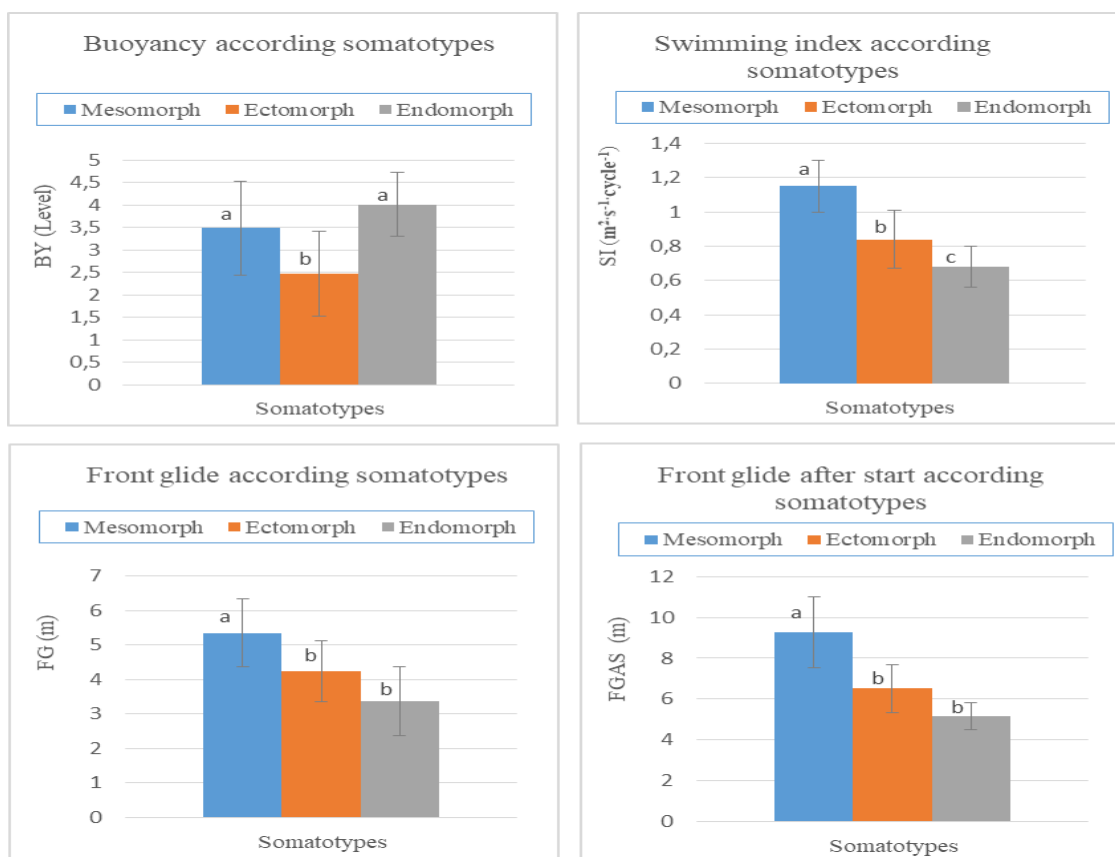 Buoyancy according somatotypes
Mesomorph Ectomorph Endomorph
BY (Level)
5
4,5
4
3,5
3
2,5
2
1,5
1
0,5
0
a
b
a
Somatotypes
Swimming index according
somatotypes
Mesomorph Ectomorph Endomorph
SI (m²·s⁻¹·cycle⁻¹)
1,4
1,2
1
0,8
0,6
0,4
0,2
0
a
b
c
Somatotypes
Front glide according somatotypes
Mesomorph Ectomorph Endomorph
FG (m)
7
6
5
4
3
2
1
0
a
b
b
Somatotypes
Front glide after start according
somatotypes
Mesomorph Ectomorph Endomorph
FGAS (m)
12
10
8
6
4
2
0
a
b
b
Somatotypes